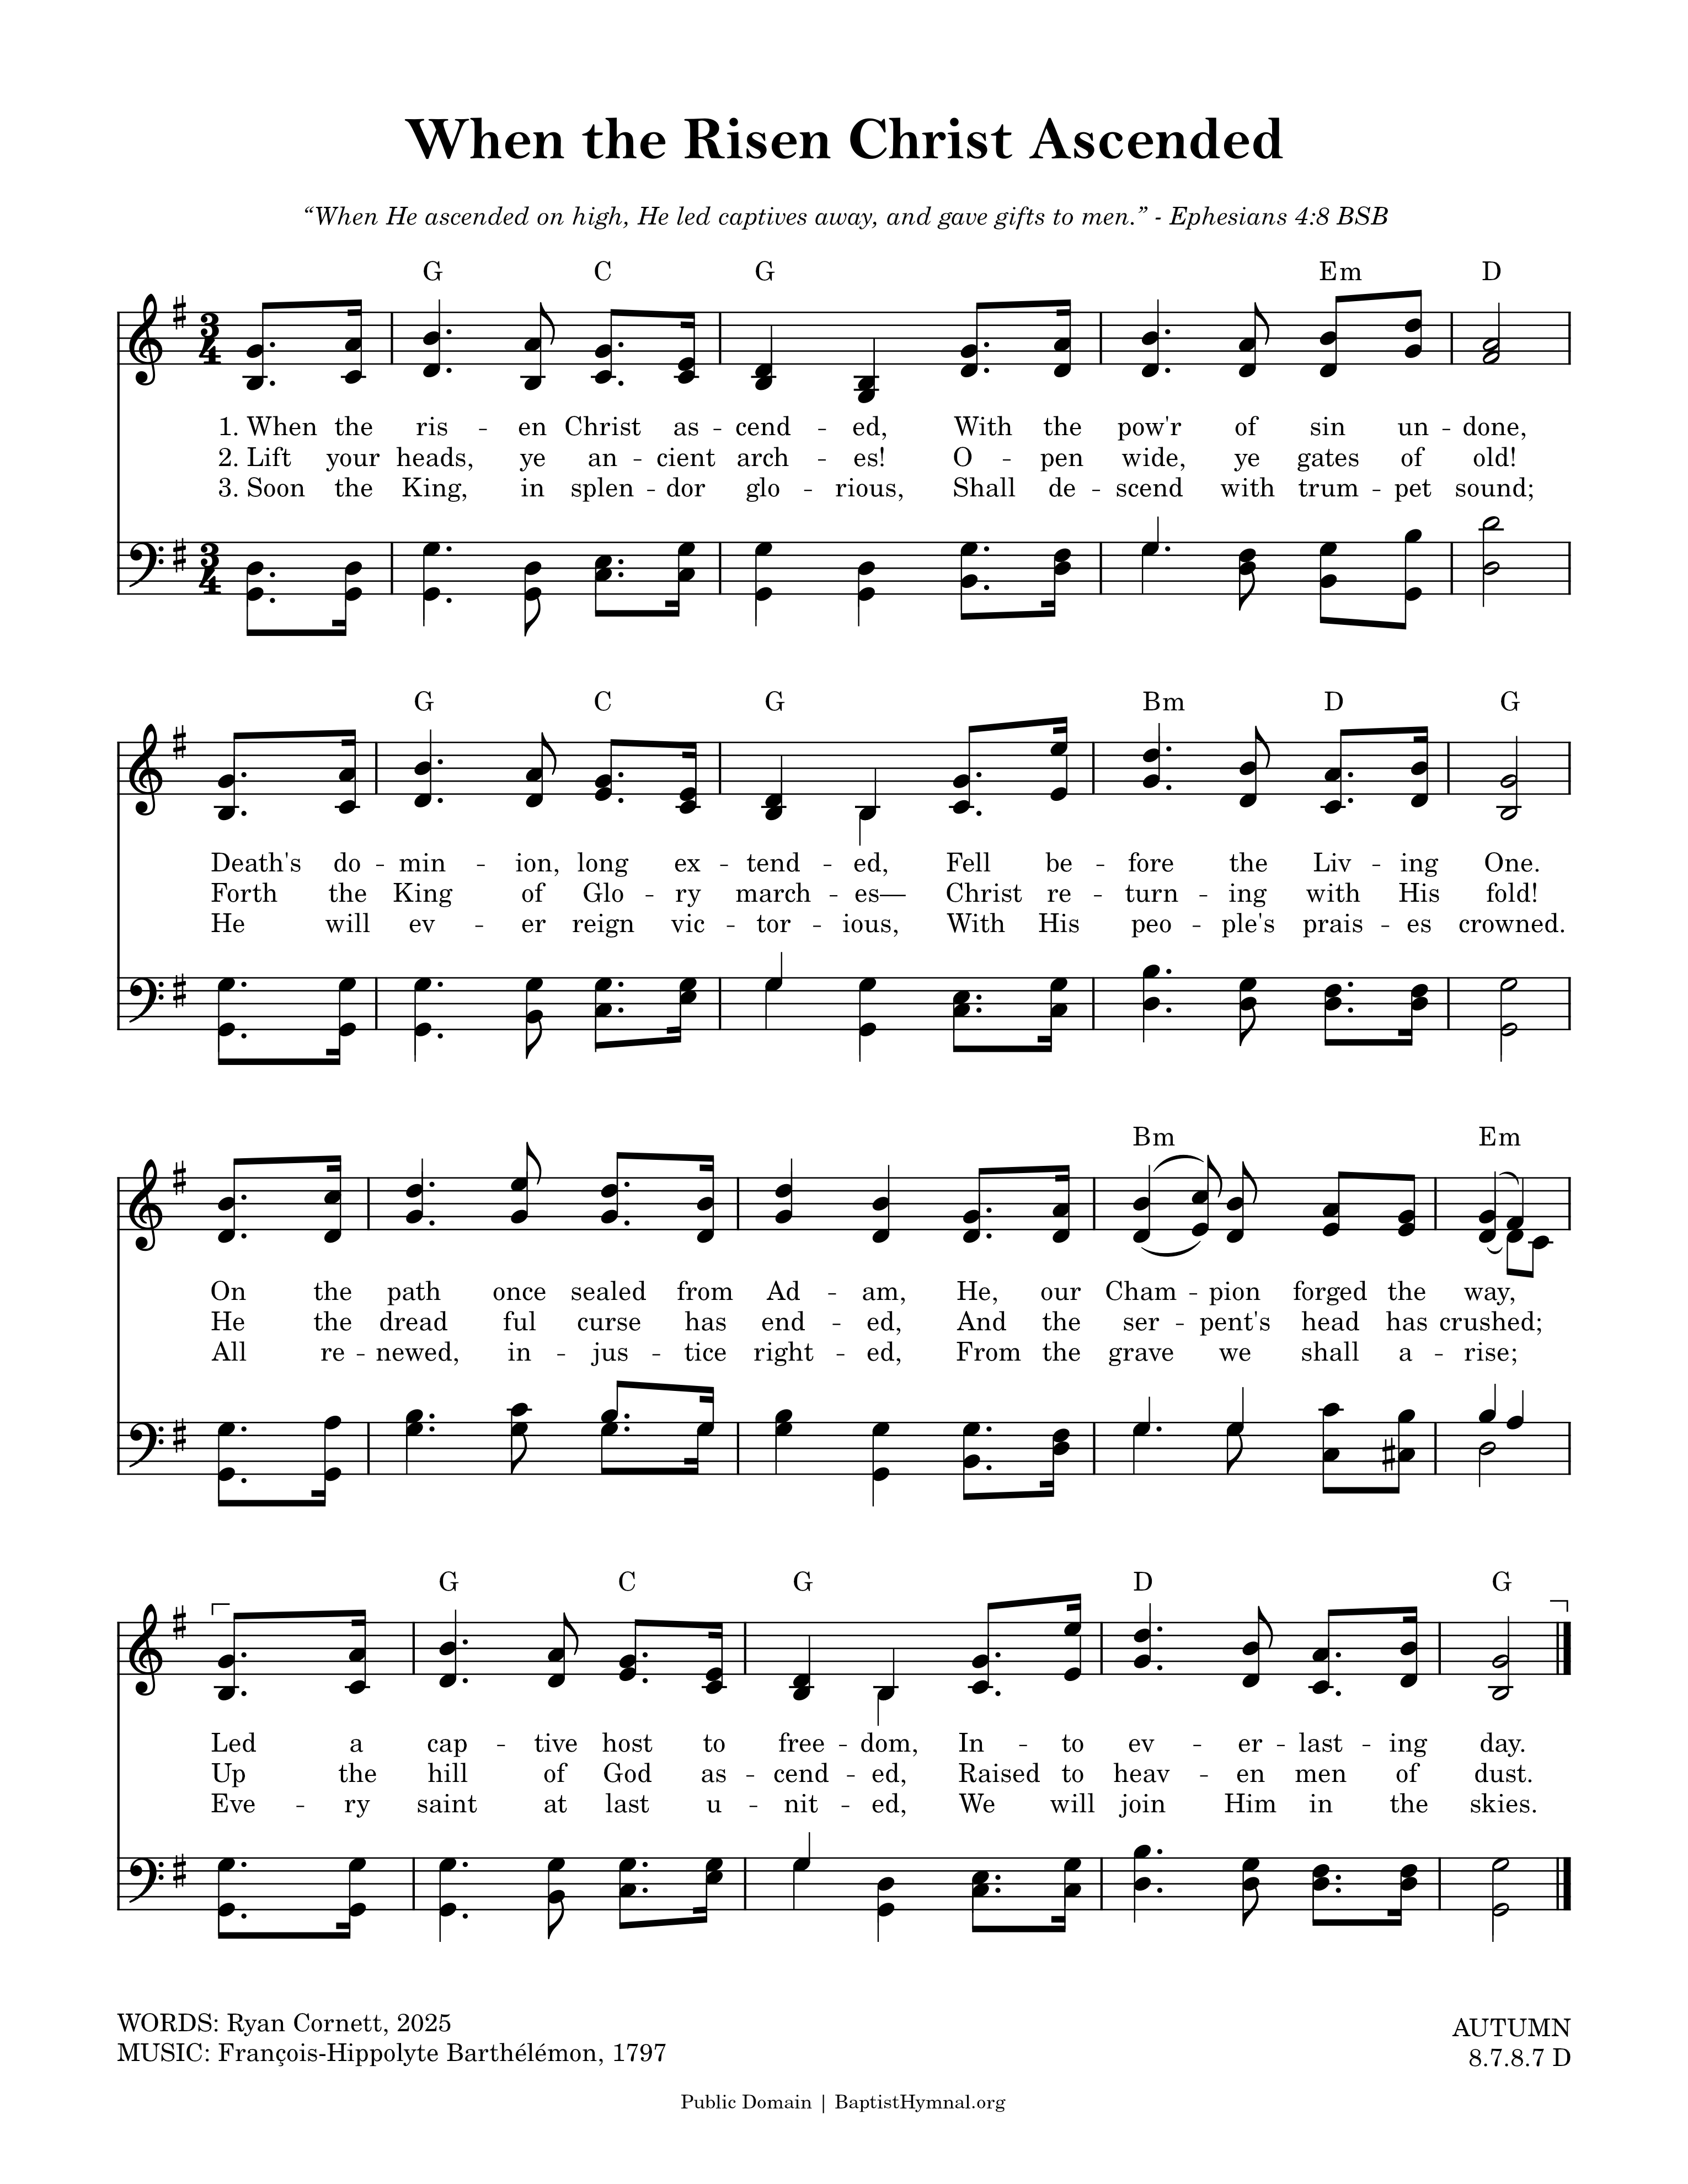 When the Risen Christ Ascended
“When He ascended on high, He led captives away, and gave gifts to men.” - Ephesians 4:8 BSB
G C G Em D
3 4
1. When the ris - en Christ as - cend - ed, With the pow'r of sin un - done,
2. Lift your heads, ye an - cient arch - es! O - pen wide, ye gates of old!
3. Soon the King, in splen - dor glo - rious, Shall de - scend with trum - pet sound;
3 4
G C G Bm D G
Death's do - min - ion, long ex - tend - ed, Fell be - fore the Liv - ing One.
Forth the King of Glo - ry march - es— Christ re - turn - ing with His fold!
He will ev - er reign vic - tor - ious, With His peo - ple's prais - es crowned.
Bm Em
On the path once sealed from Ad - am, He, our Cham - pion forged the way,
He the dread ful curse has end - ed, And the ser - pent's head has crushed;
All re - newed, in - jus - tice right - ed, From the grave we shall a - rise;
G C G D G
Led a cap - tive host to free - dom, In - to ev - er - last - ing day.
Up the hill of God as - cend - ed, Raised to heav - en men of dust.
Eve - ry saint at last u - nit - ed, We will join Him in the skies.
WORDS: Ryan Cornett, 2025
MUSIC: François-Hippolyte Barthélémon, 1797
AUTUMN
8.7.8.7 D
Public Domain | BaptistHymnal.org